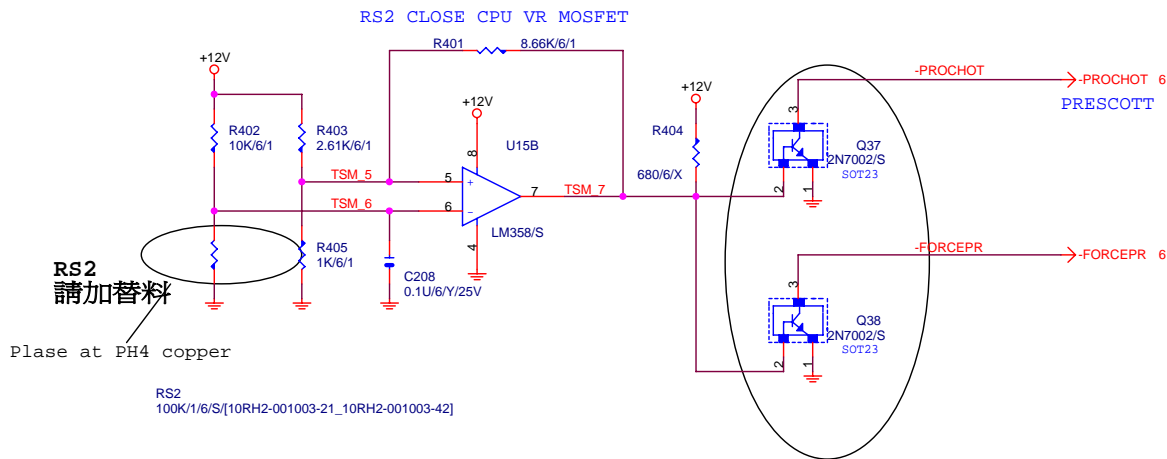 RS2 CLOSE CPU VR MOSFET
R401
8.66K/6/1
+12V
+12V
+12V
-PROCHOT
-PROCHOT 6
PRESCOTT
R402
10K/6/1
R403
2.61K/6/1
U15B
R404
680/6/X
3
Q37
2N7002/S
SOT23
2
1
8
TSM_5
5
+
7
TSM_7
TSM_6
6
-
LM358/S
4
RS2
請加替料
R405
1K/6/1
C208
0.1U/6/Y/25V
-FORCEPR
-FORCEPR 6
3
Q38
2N7002/S
SOT23
2
1
Plase at PH4 copper
RS2
100K/1/6/S/[10RH2-001003-21_10RH2-001003-42]